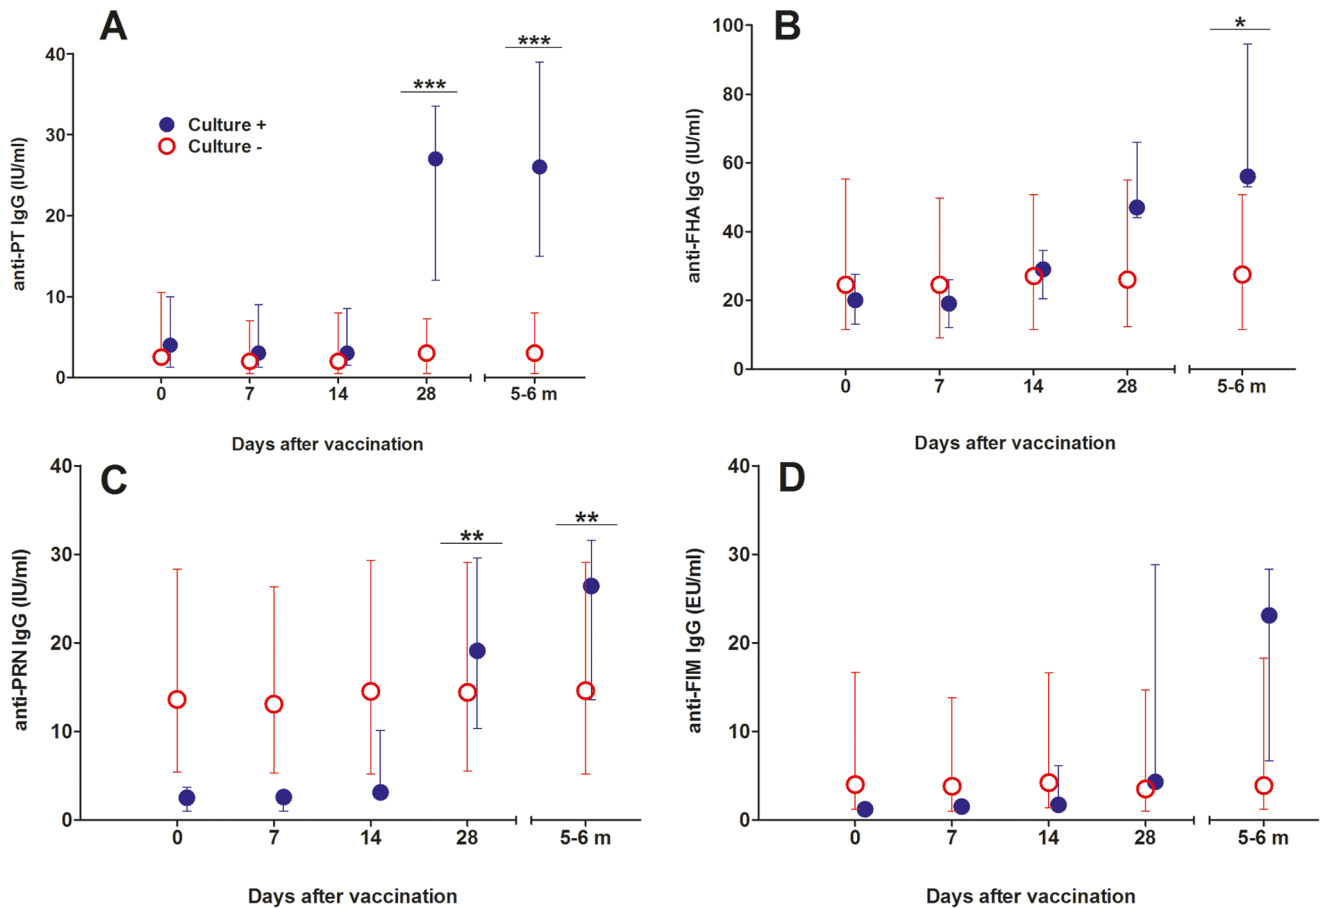 A
anti-PT IgG (IU/ml)
40
30
20
10
0
***
***
Culture +
Culture -
0 7 14 28 5-6 m
Days after vaccination
B
anti-FHA IgG (IU/ml)
100
80
60
40
20
0
*
0 7 14 28 5-6 m
Days after vaccination
C
anti-PRN IgG (IU/ml)
40
30
20
10
0
**
**
0 7 14 28 5-6 m
Days after vaccination
D
anti-FIM IgG (EU/ml)
40
30
20
10
0
0 7 14 28 5-6 m
Days after vaccination